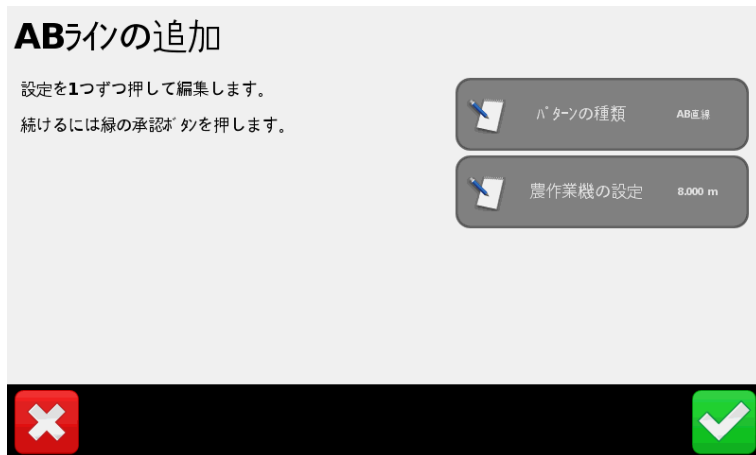 ABﾗｲﾝの追加
設定を1つずつ押して編集します。
続けるには緑の承認ﾎﾞﾀﾝを押します。
ﾊﾟﾀｰﾝの種類 AB直線
農作業機の設定 8.000 m